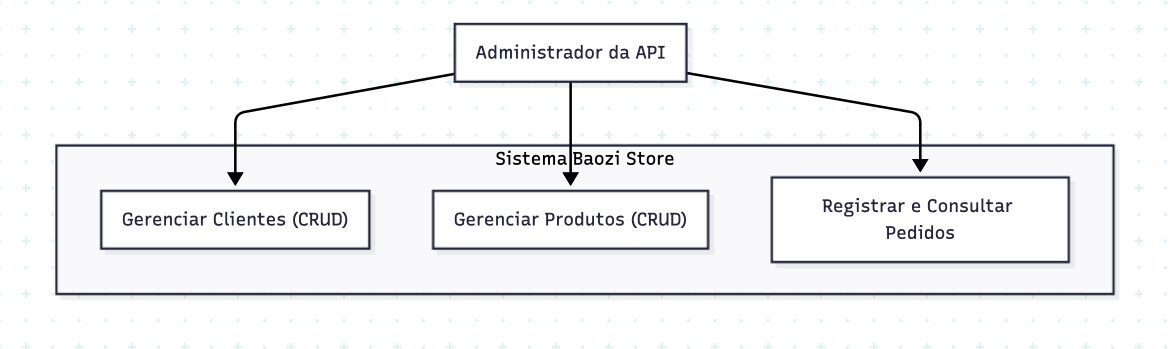 Administrador da API
Sistema Baozi Store
Gerenciar Clientes (CRUD)
Gerenciar Produtos (CRUD)
Registrar e Consultar
Pedidos